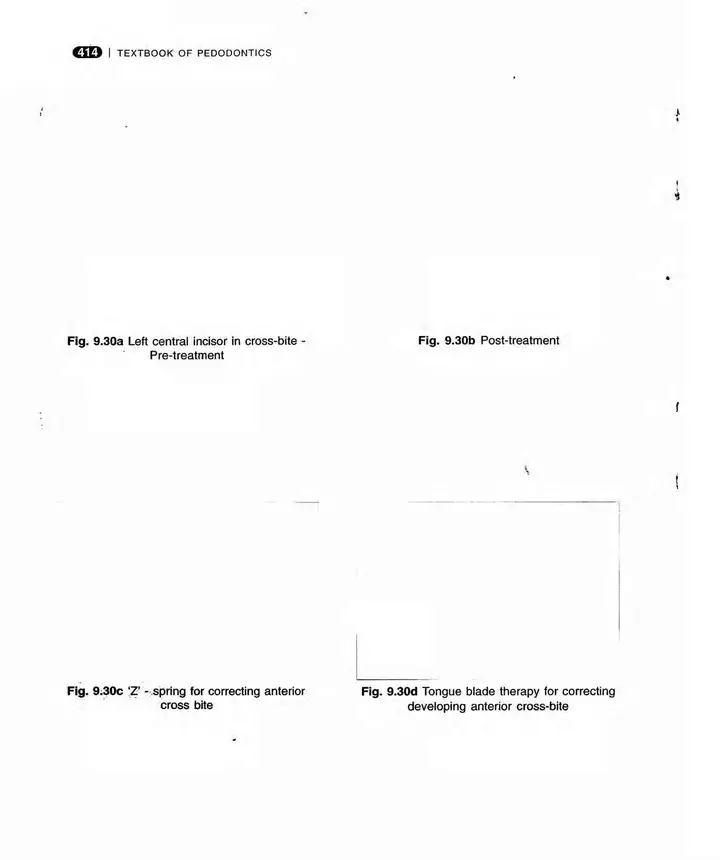 414 | TEXTBOOK OF PEDODONTICS
Fig. 9.30a Left central incisor in cross-bite -
Pre-treatment
Fig. 9.30b Post-treatment
Fig. 9.30c 'Z' - spring for correcting anterior
cross bite
Fig. 9.30d Tongue blade therapy for correcting
developing anterior cross-bite